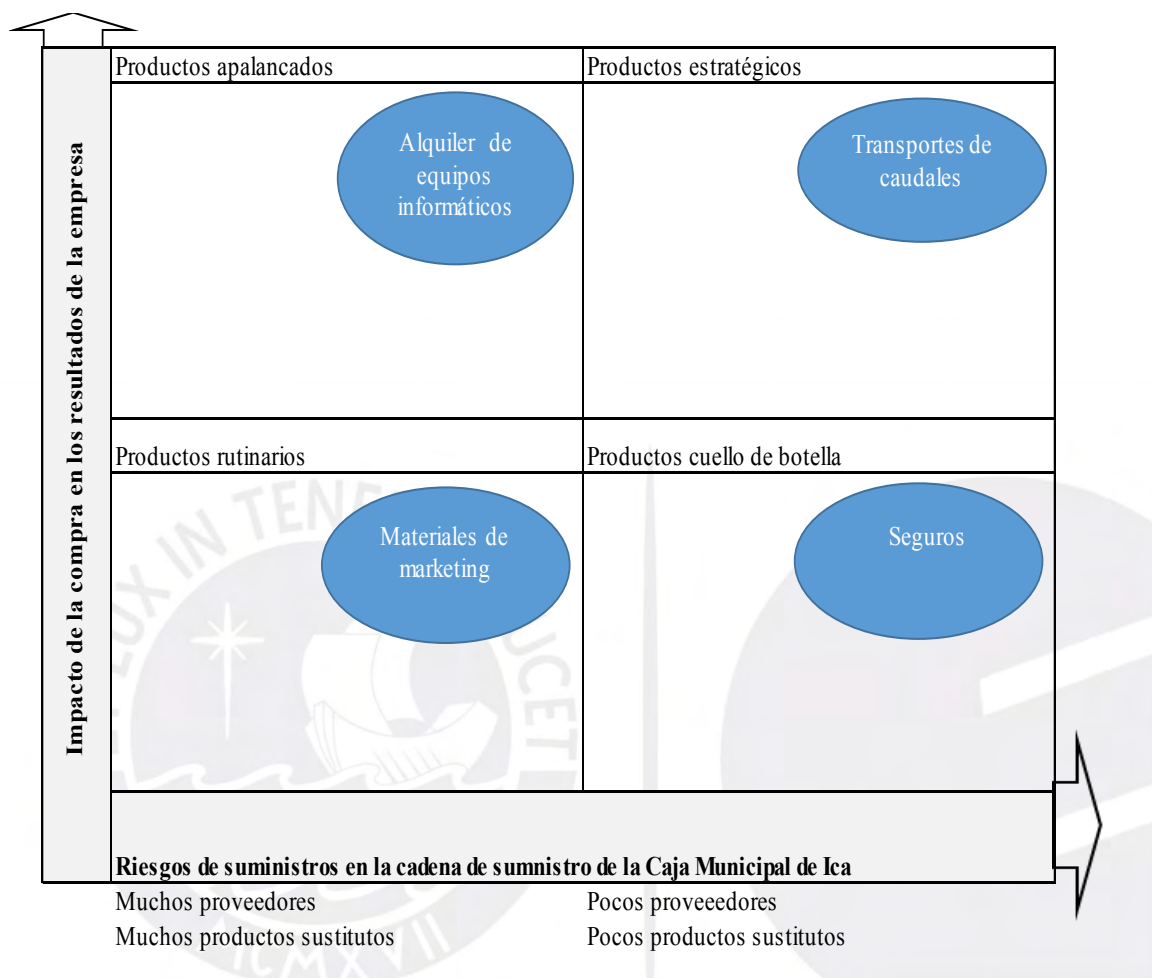 Productos apalancados
Productos estratégicos
Alquiler de
equipos
informáticos
Transportes de
caudales
Impacto de la compra en los resultados de la empresa
Productos rutinarios
Productos cuello de botella
Materiales de
marketing
Seguros
Riesgos de suministros en la cadena de sumnistro de la Caja Municipal de Ica
Muchos proveedores
Pocos proveeedores
Muchos productos sustitutos
Pocos productos sustitutos